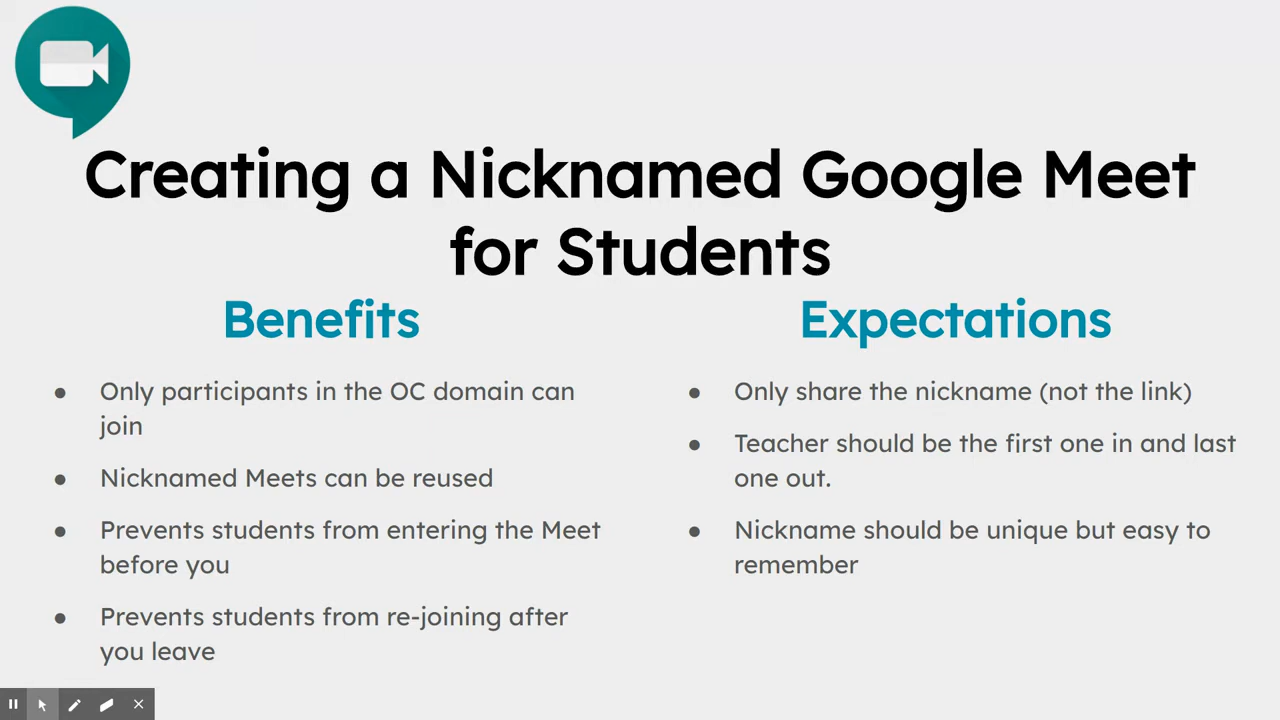 Creating a Nicknamed Google Meet
for Students
Benefits
● Only participants in the OC domain can
join
● Nicknamed Meets can be reused
● Prevents students from entering the Meet
before you
● Prevents students from re-joining after
you leave
Expectations
● Only share the nickname (not the link)
● Teacher should be the first one in and last
one out.
● Nickname should be unique but easy to
remember